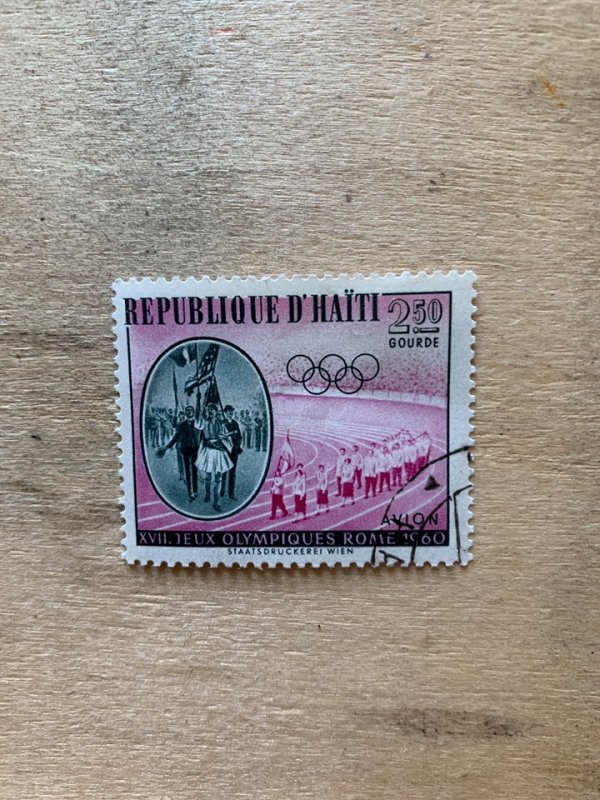 REPUBLIQUE D'HAÏTI 2.50
GOURDE
AVION
XVII. JEUX OLYMPIQUES ROME 1960
STAATSDRUCKEREI WIEN